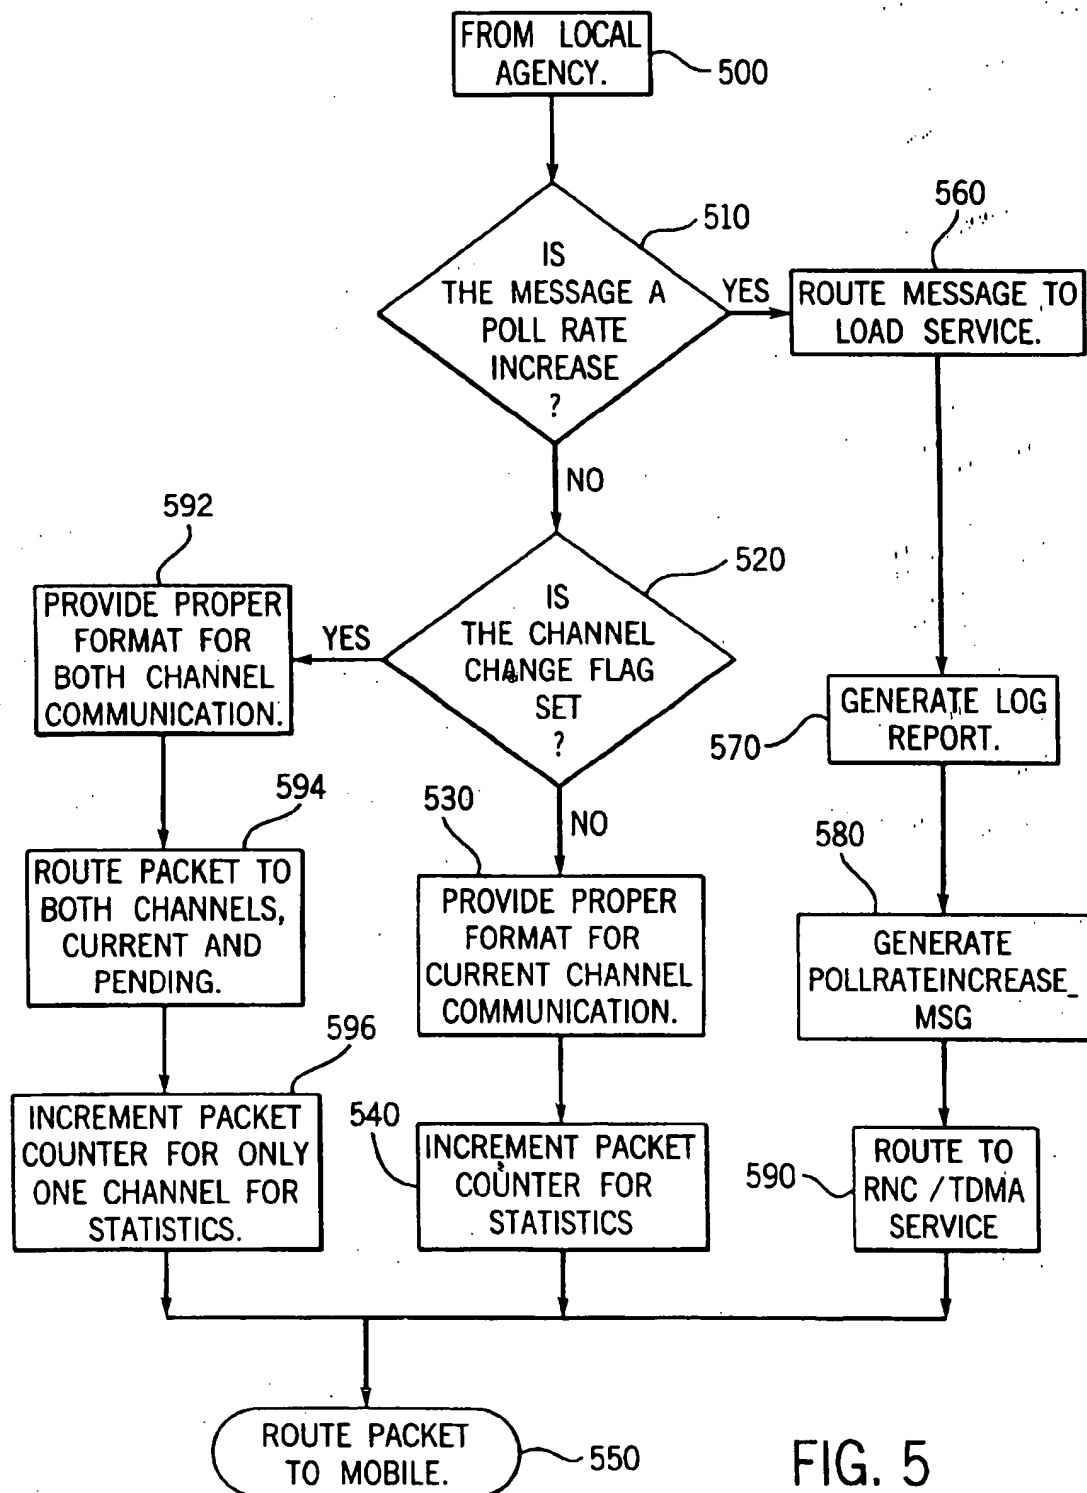 FROM LOCAL
AGENCY.
500
510
IS
THE MESSAGE A
POLL RATE
INCREASE
?
YES
560
ROUTE MESSAGE TO
LOAD SERVICE.
NO
592
PROVIDE PROPER
FORMAT FOR
BOTH CHANNEL
COMMUNICATION.
YES
520
IS
THE CHANNEL
CHANGE FLAG
SET
?
570
GENERATE LOG
REPORT.
594
ROUTE PACKET TO
BOTH CHANNELS,
CURRENT AND
PENDING.
NO
530
PROVIDE PROPER
FORMAT FOR
CURRENT CHANNEL
COMMUNICATION.
580
GENERATE
POLLRATEINCREASE_
MSG
596
INCREMENT PACKET
COUNTER FOR ONLY
ONE CHANNEL FOR
STATISTICS.
540
INCREMENT PACKET
COUNTER FOR
STATISTICS
590
ROUTE TO
RNC / TDMA
SERVICE
ROUTE PACKET
TO MOBILE.
550
FIG. 5